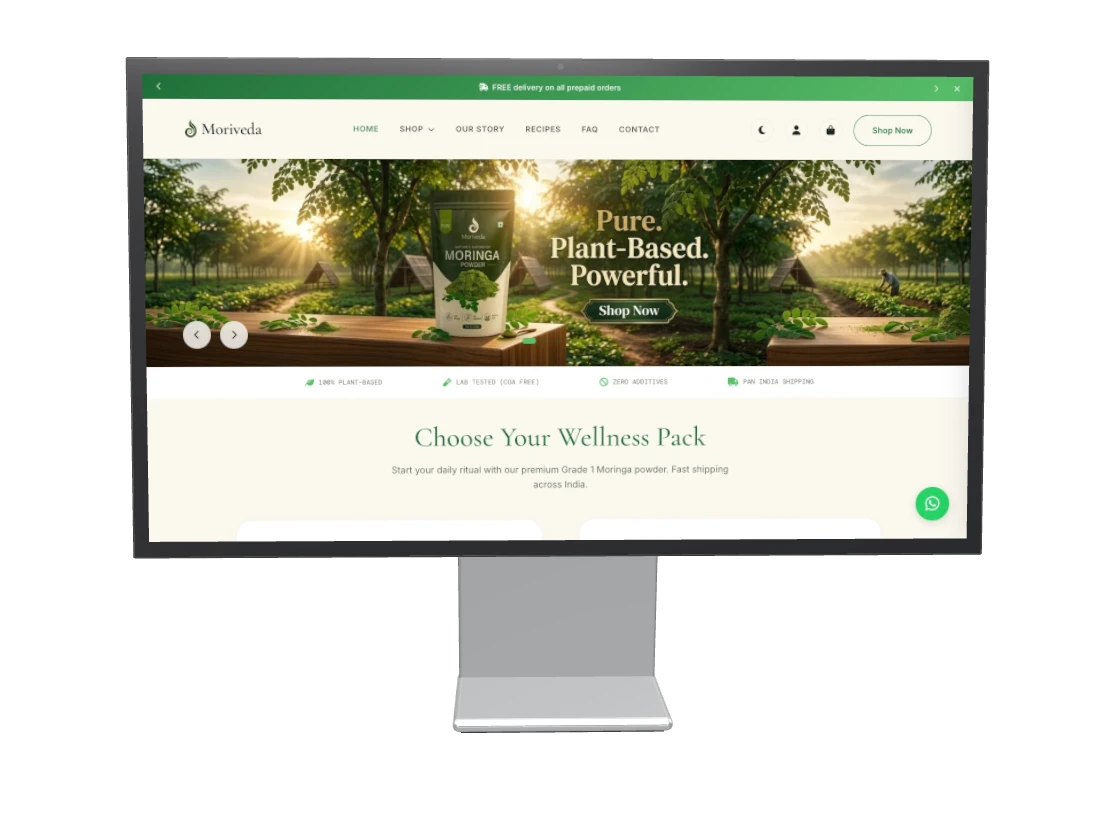 FREE delivery on all prepaid orders
Moriveda
HOME SHOP OUR STORY RECIPES FAQ CONTACT
Shop Now
Moriveda
MORINGA
POWDER
Pure.
Plant-Based.
Powerful.
Shop Now
100% PLANT-BASED LAB TESTED (COA FREE) ZERO ADDITIVES PAN INDIA SHIPPING
Choose Your Wellness Pack
Start your daily ritual with our premium Grade 1 Moringa powder. Fast shipping
across India.